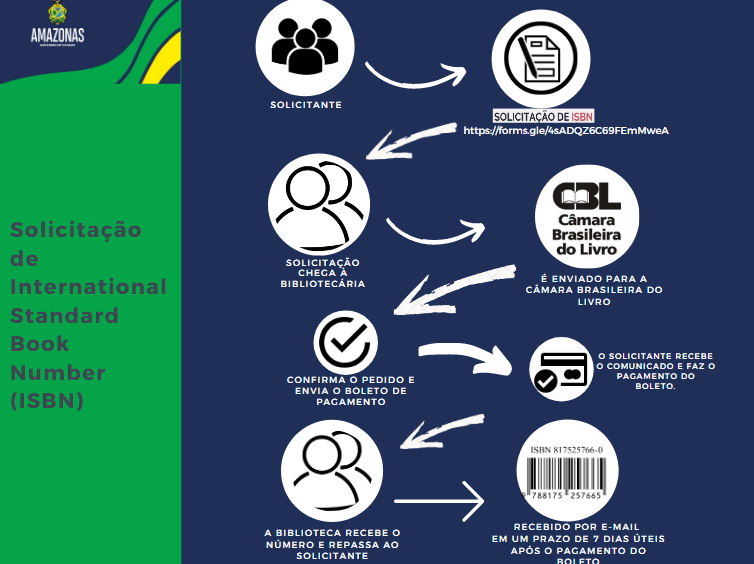 AMAZONAS
Solicitação
de
International
Standard
Book
Number
(ISBN)
SOLICITANTE
SOLICITAÇÃO DE ISBN
https://forms.gle/4sADQZ6C69FEmMweA
SOLICITAÇÃO
CHEGA À
BIBLIOTECÁRIA
CBL
Câmara
Brasileira
do Livro
É ENVIADO PARA A
CÂMARA BRASILEIRA DO
LIVRO
CONFIRMA O PEDIDO E
ENVIA O BOLETO DE
PAGAMENTO
O SOLICITANTE RECEBE
O COMUNICADO E FAZ O
PAGAMENTO DO
BOLETO.
A BIBLIOTECA RECEBE O
NÚMERO E REPASSA AO
SOLICITANTE
ISBN 817525766-0
9 788175 257665
RECEBIDO POR E-MAIL
EM UM PRAZO DE 7 DIAS ÚTEIS
APÓS O PAGAMENTO DO
BOLETO